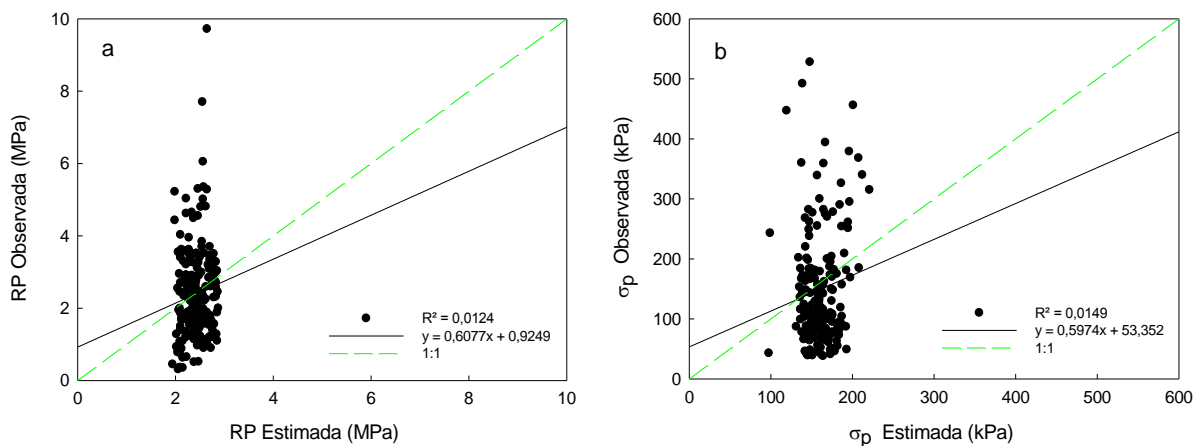 a
10
8
6
4
2
0
RP Observada (MPa)
R² = 0,0124
y = 0,6077x + 0,9249
1:1
0 2 4 6 8 10
RP Estimada (MPa)
b
600
500
400
300
200
100
0
σp Observada (kPa)
R² = 0,0149
y = 0,5974x + 53,352
1:1
0 100 200 300 400 500 600
σp Estimada (kPa)